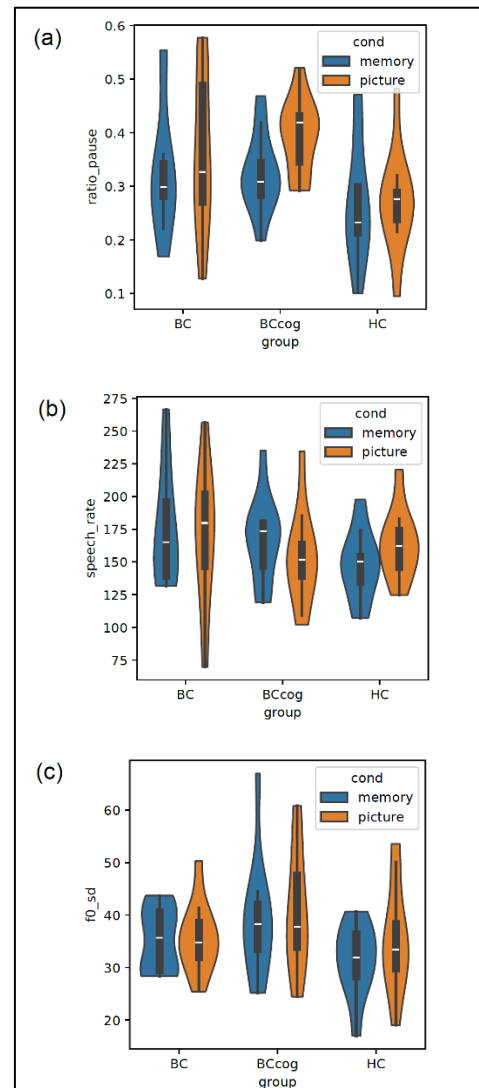 (a)
0.6
cond
memory
picture
0.5
0.4
ratio_pause
0.3
0.2
0.1
BC BCcog HC
group
(b)
275
cond
memory
picture
250
225
200
speech_rate
175
150
125
100
75
BC BCcog HC
group
(c)
cond
memory
picture
60
50
f0_sd
40
30
20
BC BCcog HC
group